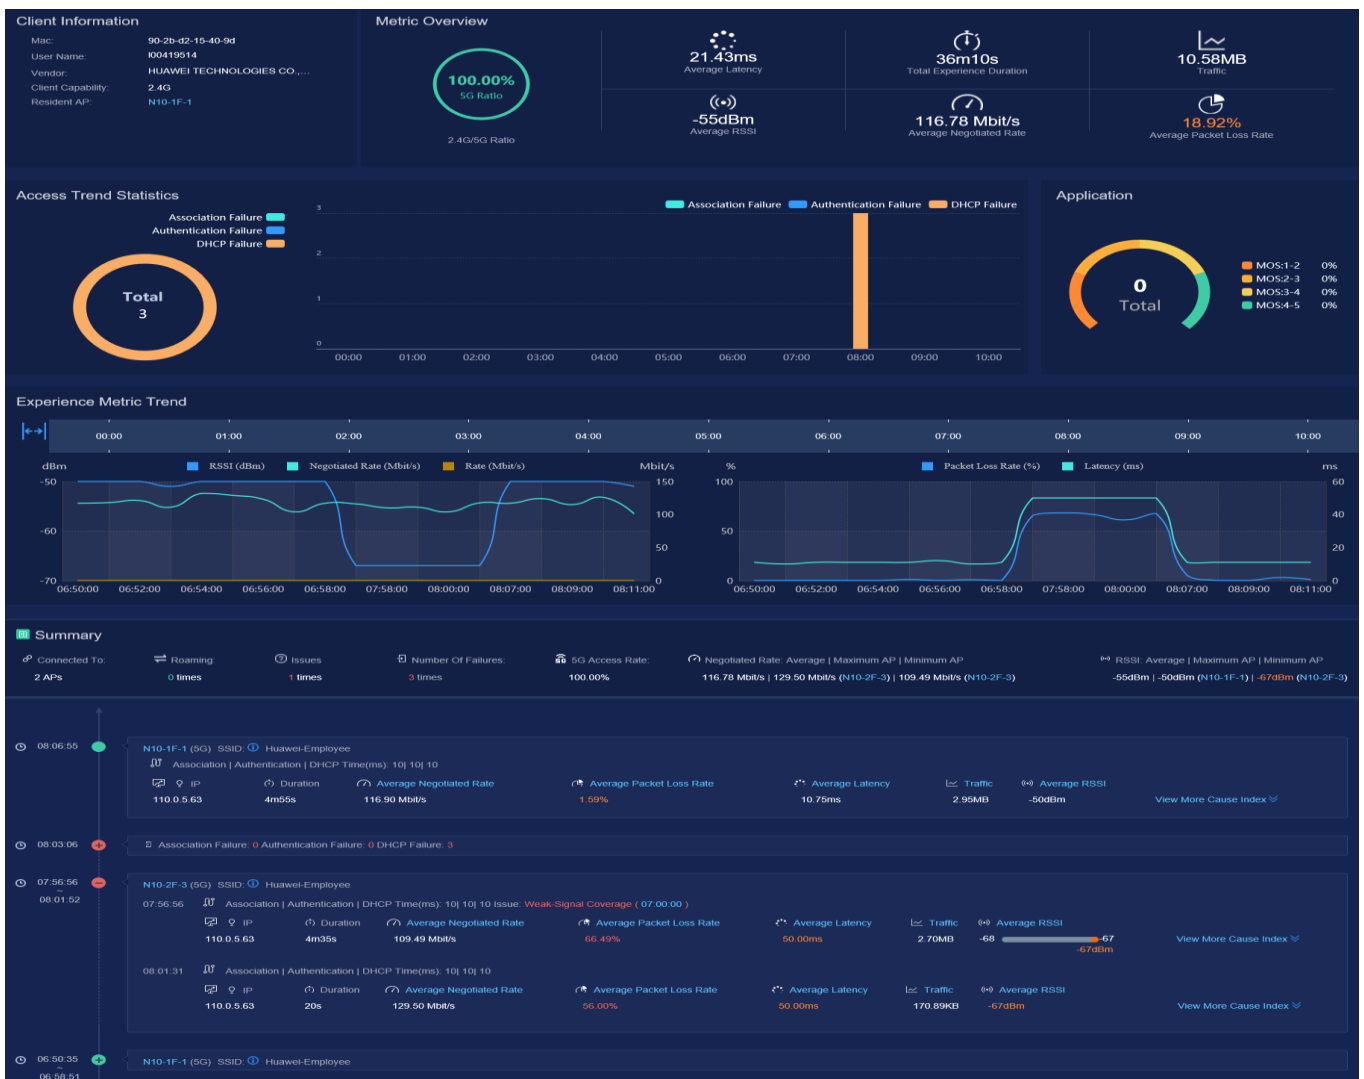 Client Information
Mac: 90-2b-d2-15-40-9d
User Name: l00419514
Vendor: HUAWEI TECHNOLOGIES CO.,...
Client Capability: 2.4G
Resident AP: N10-1F-1
Metric Overview
100.00%
5G Ratio
2.4G/5G Ratio
21.43ms
Average Latency
36m10s
Total Experience Duration
10.58MB
Traffic
-55dBm
Average RSSI
116.78 Mbit/s
Average Negotiated Rate
18.92%
Average Packet Loss Rate
Access Trend Statistics
Association Failure
Authentication Failure
DHCP Failure
Total
3
Association Failure Authentication Failure DHCP Failure
3
2
1
0
00:00 01:00 02:00 03:00 04:00 05:00 06:00 07:00 08:00 09:00 10:00
Application
0
Total
MOS:1-2 0%
MOS:2-3 0%
MOS:3-4 0%
MOS:4-5 0%
Experience Metric Trend
00:00 01:00 02:00 03:00 04:00 05:00 06:00 07:00 08:00 09:00 10:00
dBm RSSI (dBm) Negotiated Rate (Mbit/s) Rate (Mbit/s) Mbit/s
-50 150
100
-60
50
-70 0
06:50:00 06:52:00 06:54:00 06:56:00 06:58:00 07:58:00 08:00:00 08:07:00 08:09:00 08:11:00
% Packet Loss Rate (%) Latency (ms) ms
100 60
40
50
20
0 0
06:50:00 06:52:00 06:54:00 06:56:00 06:58:00 07:58:00 08:00:00 08:07:00 08:09:00 08:11:00
Summary
Connected To: Roaming: Issues Number Of Failures: 5G Access Rate: Negotiated Rate: Average | Maximum AP | Minimum AP RSSI: Average | Maximum AP | Minimum AP
2 APs 0 times 1 times 3 times 100.00% 116.78 Mbit/s | 129.50 Mbit/s (N10-2F-3) | 109.49 Mbit/s (N10-2F-3) -55dBm | -50dBm (N10-1F-1) | -67dBm (N10-2F-3)
08:06:55 N10-1F-1 (5G) SSID: Huawei-Employee
Association | Authentication | DHCP Time(ms): 10| 10| 10
IP Duration Average Negotiated Rate Average Packet Loss Rate Average Latency Traffic Average RSSI
110.0.5.63 4m55s 116.90 Mbit/s 1.59% 10.75ms 2.95MB -50dBm View More Cause Index
08:03:06 Association Failure: 0 Authentication Failure: 0 DHCP Failure: 3
07:56:56 ~ 08:01:52 N10-2F-3 (5G) SSID: Huawei-Employee
07:56:56 Association | Authentication | DHCP Time(ms): 10| 10| 10 Issue: Weak-Signal Coverage ( 07:00:00 )
IP Duration Average Negotiated Rate Average Packet Loss Rate Average Latency Traffic Average RSSI
110.0.5.63 4m35s 109.49 Mbit/s 66.49% 50.00ms 2.70MB -68 -67 View More Cause Index
-67dBm
08:01:31 Association | Authentication | DHCP Time(ms): 10| 10| 10
IP Duration Average Negotiated Rate Average Packet Loss Rate Average Latency Traffic Average RSSI
110.0.5.63 20s 129.50 Mbit/s 56.00% 50.00ms 170.89KB -67dBm View More Cause Index
06:50:35 ~ 06:58:51 N10-1F-1 (5G) SSID: Huawei-Employee